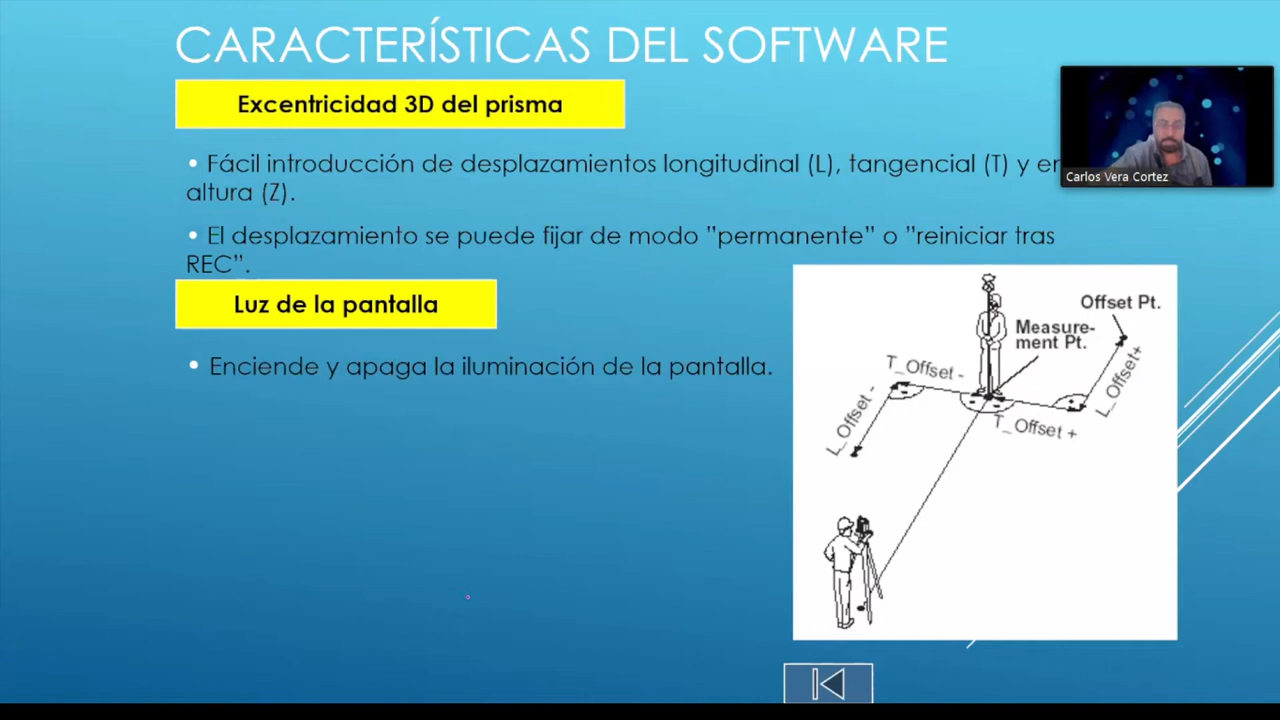 CARACTERÍSTICAS DEL SOFTWARE
Excentricidad 3D del prisma
• Fácil introducción de desplazamientos longitudinal (L), tangencial (T) y en
altura (Z).
• El desplazamiento se puede fijar de modo ”permanente” o ”reiniciar tras
REC”.
Luz de la pantalla
• Enciende y apaga la iluminación de la pantalla.
Carlos Vera Cortez
Offset Pt.
Measure-
ment Pt.
T_Offset -
L_Offset+
L_Offset -
T_Offset +